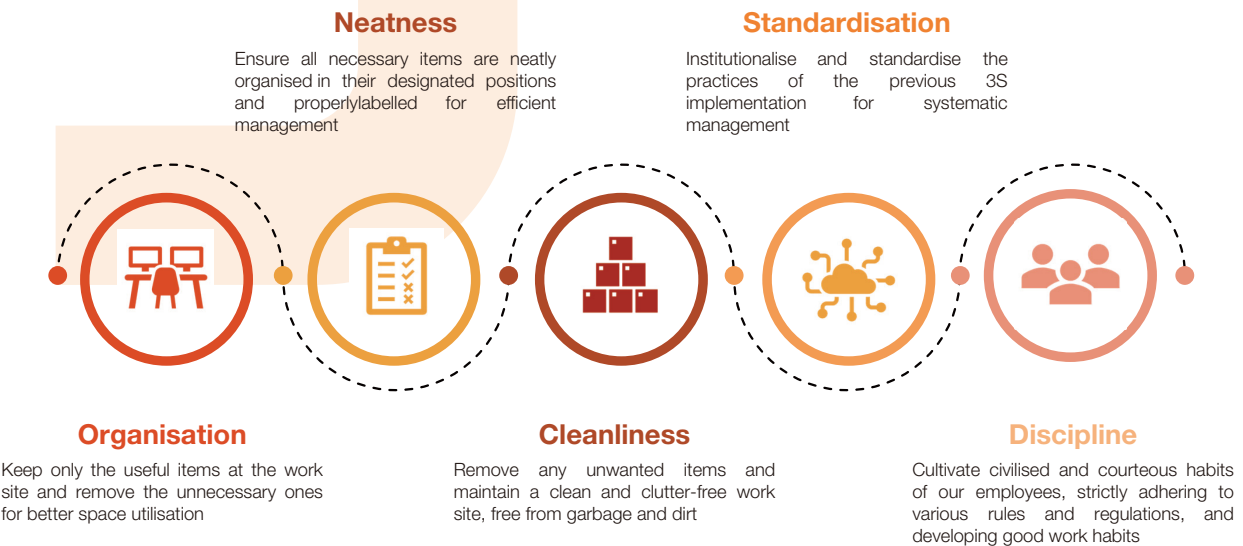 Neatness
Ensure all necessary items are neatly
organised in their designated positions
and properlylabelled for efficient
management
Standardisation
Institutionalise and standardise the
practices of the previous 3S
implementation for systematic
management
Organisation
Keep only the useful items at the work
site and remove the unnecessary ones
for better space utilisation
Cleanliness
Remove any unwanted items and
maintain a clean and clutter-free work
site, free from garbage and dirt
Discipline
Cultivate civilised and courteous habits
of our employees, strictly adhering to
various rules and regulations, and
developing good work habits